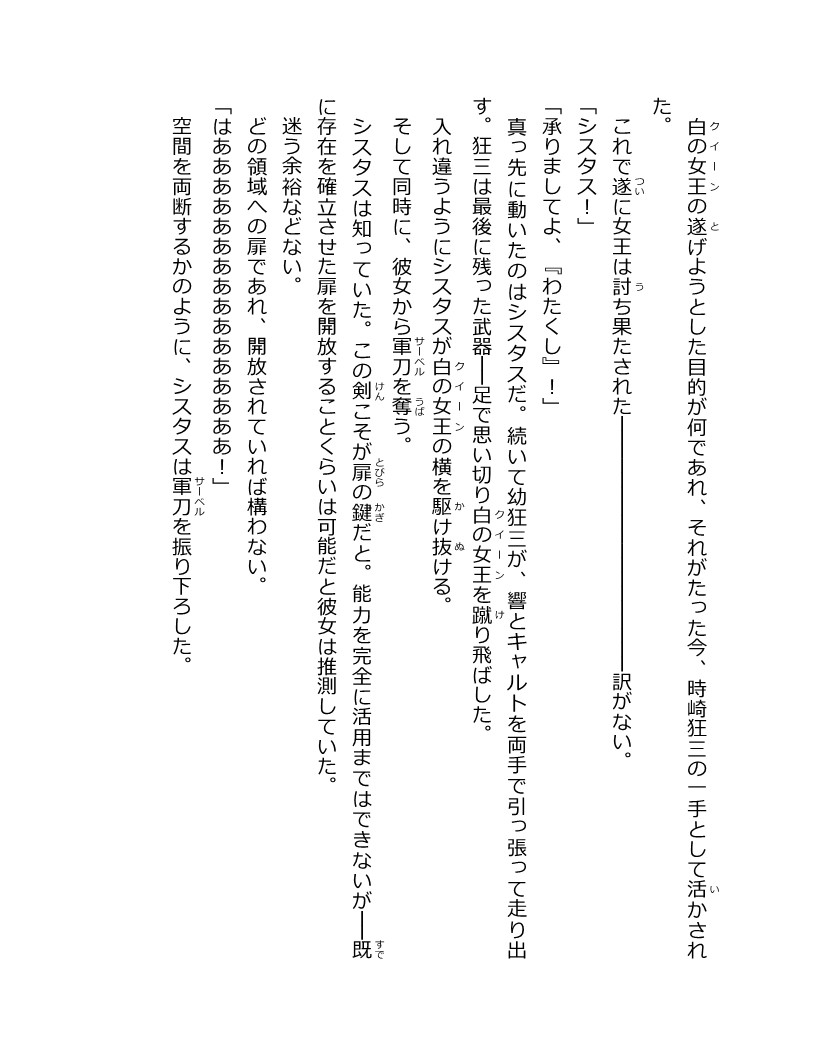 白の女王の遂げようとした目的が何であれ、それがたった今、時崎狂三の一手として活かされ
た。
これで遂に女王は討ち果たされた――――――訳がない。
「シスタス！」
「承りましてよ、『わたくし』！」
真っ先に動いたのはシスタスだ。続いて幼狂三が、響とキャルトを両手で引っ張って走り出
す。狂三は最後に残った武器――足で思い切り白の女王を蹴り飛ばした。
入れ違うようにシスタスが白の女王の横を駆け抜ける。
そして同時に、彼女から軍刀を奪う。
シスタスは知っていた。この剣こそが扉の鍵だと。能力を完全に活用まではできないが――既
に存在を確立させた扉を開放することくらいは可能だと彼女は推測していた。
迷う余裕などない。
どの領域への扉であれ、開放されていれば構わない。
「はあああああああああああああああああ！」
空間を両断するかのように、シスタスは軍刀を振り下ろした。